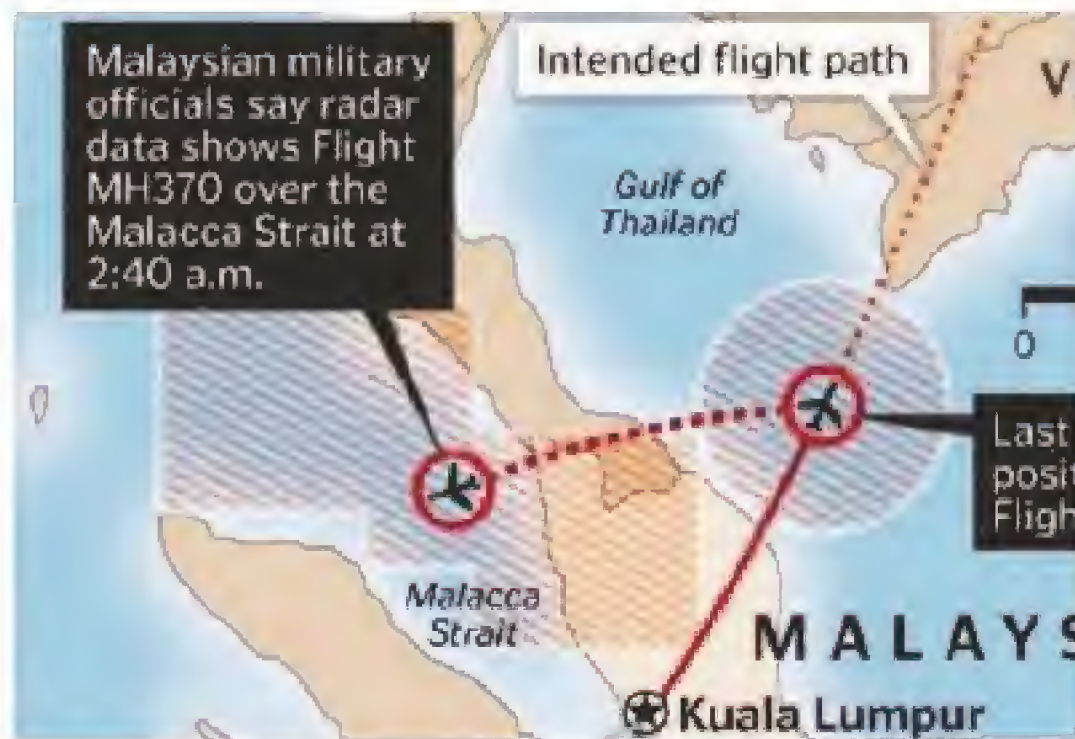 Malaysian military
officials say radar
data shows Flight
MH370 over the
Malacca Strait at
2:40 a.m.
Intended flight path
V
Gulf of
Thailand
0
Last
posit
Fligh
Malacca
Strait
MALAYS
Kuala Lumpur